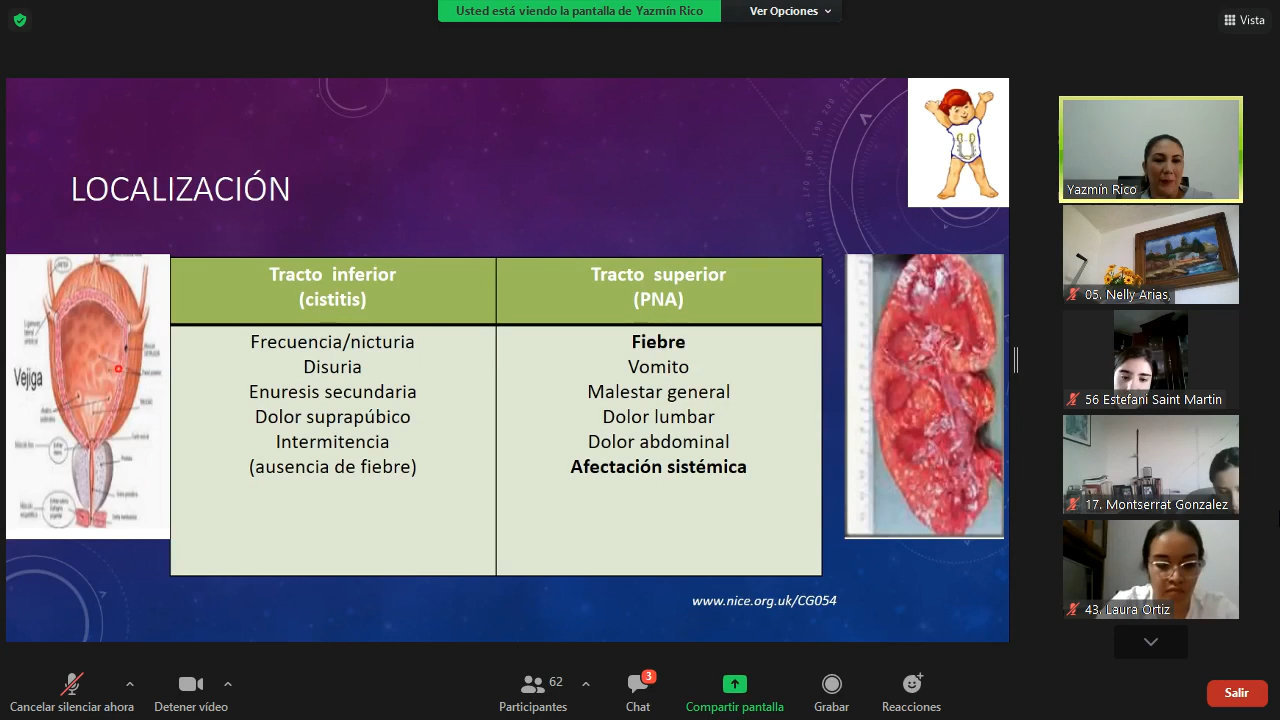 Usted está viendo la pantalla de Yazmín Rico
Ver Opciones
Vista
LOCALIZACIÓN
Tracto inferior
(cistitis)
Frecuencia/nicturia
Disuria
Enuresis secundaria
Dolor suprapúbico
Intermitencia
(ausencia de fiebre)
Tracto superior
(PNA)
Fiebre
Vomito
Malestar general
Dolor lumbar
Dolor abdominal
Afectación sistémica
Vejiga
www.nice.org.uk/CG054
Yazmín Rico
05. Nelly Arias,
56 Estefani Saint Martin
17. Montserrat Gonzalez
43. Laura Ortiz
Cancelar silenciar ahora
Detener vídeo
62
Participantes
3
Chat
Compartir pantalla
Grabar
Reacciones
Salir